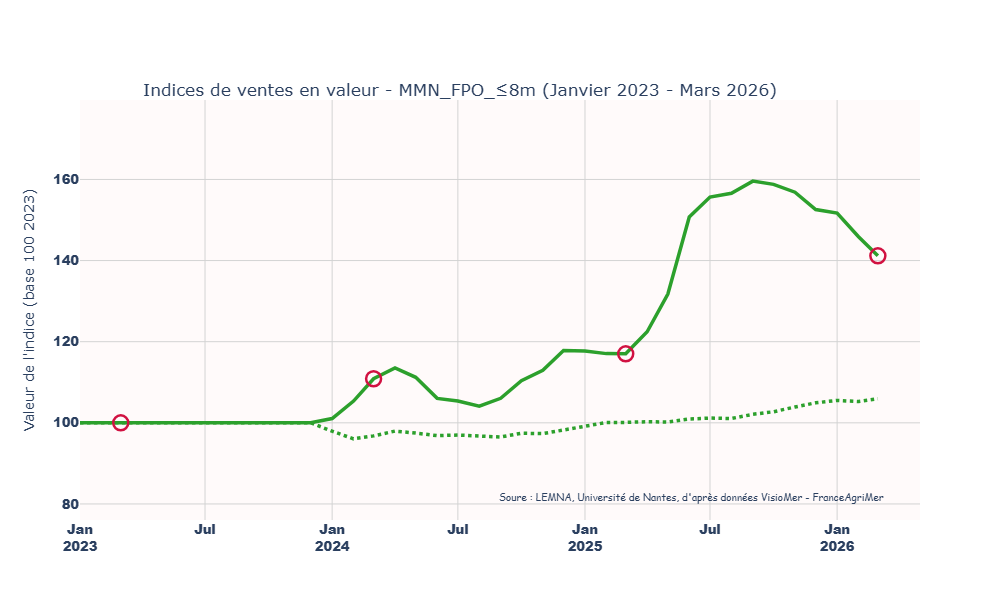 Indices de ventes en valeur - MMN_FPO_≤8m (Janvier 2023 - Mars 2026)
Valeur de l'indice (base 100 2023)
160
140
120
100
80
Soure : LEMNA, Université de Nantes, d'après données VisioMer - FranceAgriMer
Jan
2023
Jul
Jan
2024
Jul
Jan
2025
Jul
Jan
2026